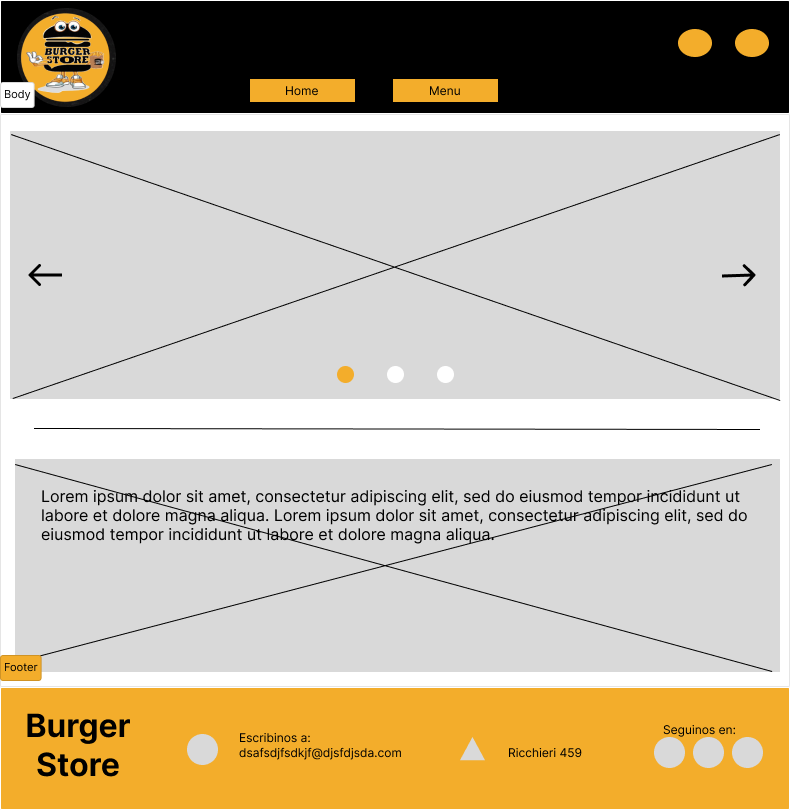 BURGER
STORE
Body
Home
Menu
Lorem ipsum dolor sit amet, consectetur adipiscing elit, sed do eiusmod tempor incididunt ut
labore et dolore magna aliqua. Lorem ipsum dolor sit amet, consectetur adipiscing elit, sed do
eiusmod tempor incididunt ut labore et dolore magna aliqua.
Footer
Burger
Store
Escribinos a:
dsafsdjfsdkjf@djsfdjsda.com
Ricchieri 459
Seguinos en: